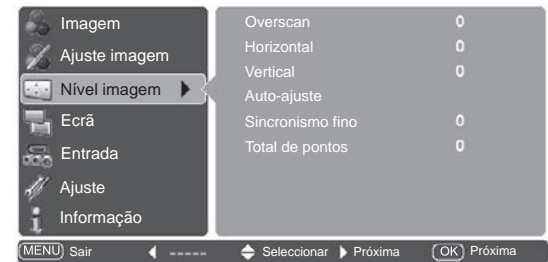 Imagem
Ajuste imagem
Nível imagem
Ecrã
Entrada
Ajuste
Informação
Overscan 0
Horizontal 0
Vertical 0
Auto-ajuste
Sincronismo fino 0
Total de pontos 0
MENU Sair ----- Seleccionar Próxima OK Próxima